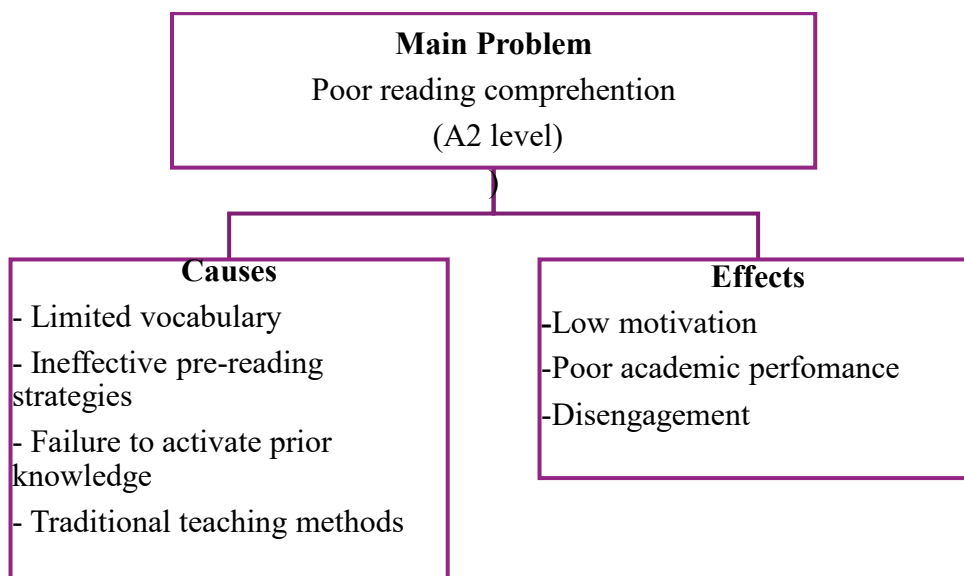 Main Problem
Poor reading comprehention
(A2 level)
)
Causes
- Limited vocabulary
- Ineffective pre-reading
strategies
- Failure to activate prior
knowledge
- Traditional teaching methods
Effects
-Low motivation
-Poor academic perfomance
-Disengagement